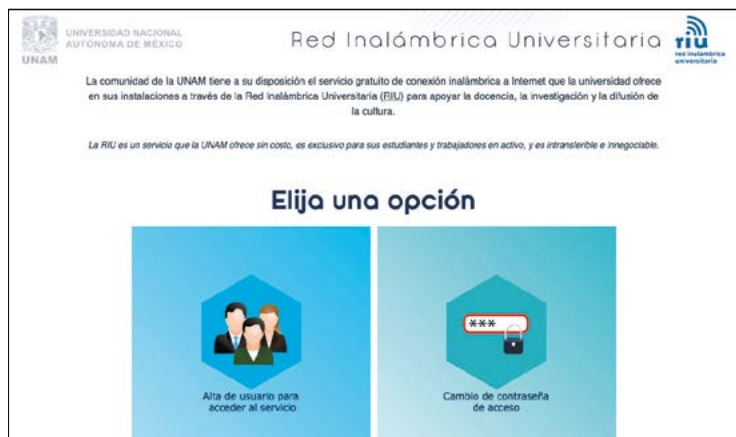 UNIVERSIDAD NACIONAL
AUTÓNOMA DE MÉXICO
UNAM
Red Inalámbrica Universitaria
riu
red inalámbrica
universitaria
La comunidad de la UNAM tiene a su disposición el servicio gratuito de conexión inalámbrica a Internet que la universidad ofrece
en sus instalaciones a través de la Red Inalámbrica Universitaria (RIU) para apoyar la docencia, la investigación y la difusión de
la cultura.
La RIU es un servicio que la UNAM ofrece sin costo, es exclusivo para sus estudiantes y trabajadores en activo, y es intransferible e innegociable.
Elija una opción
***
Alta de usuario para
acceder al servicio
Cambio de contraseña
de acceso